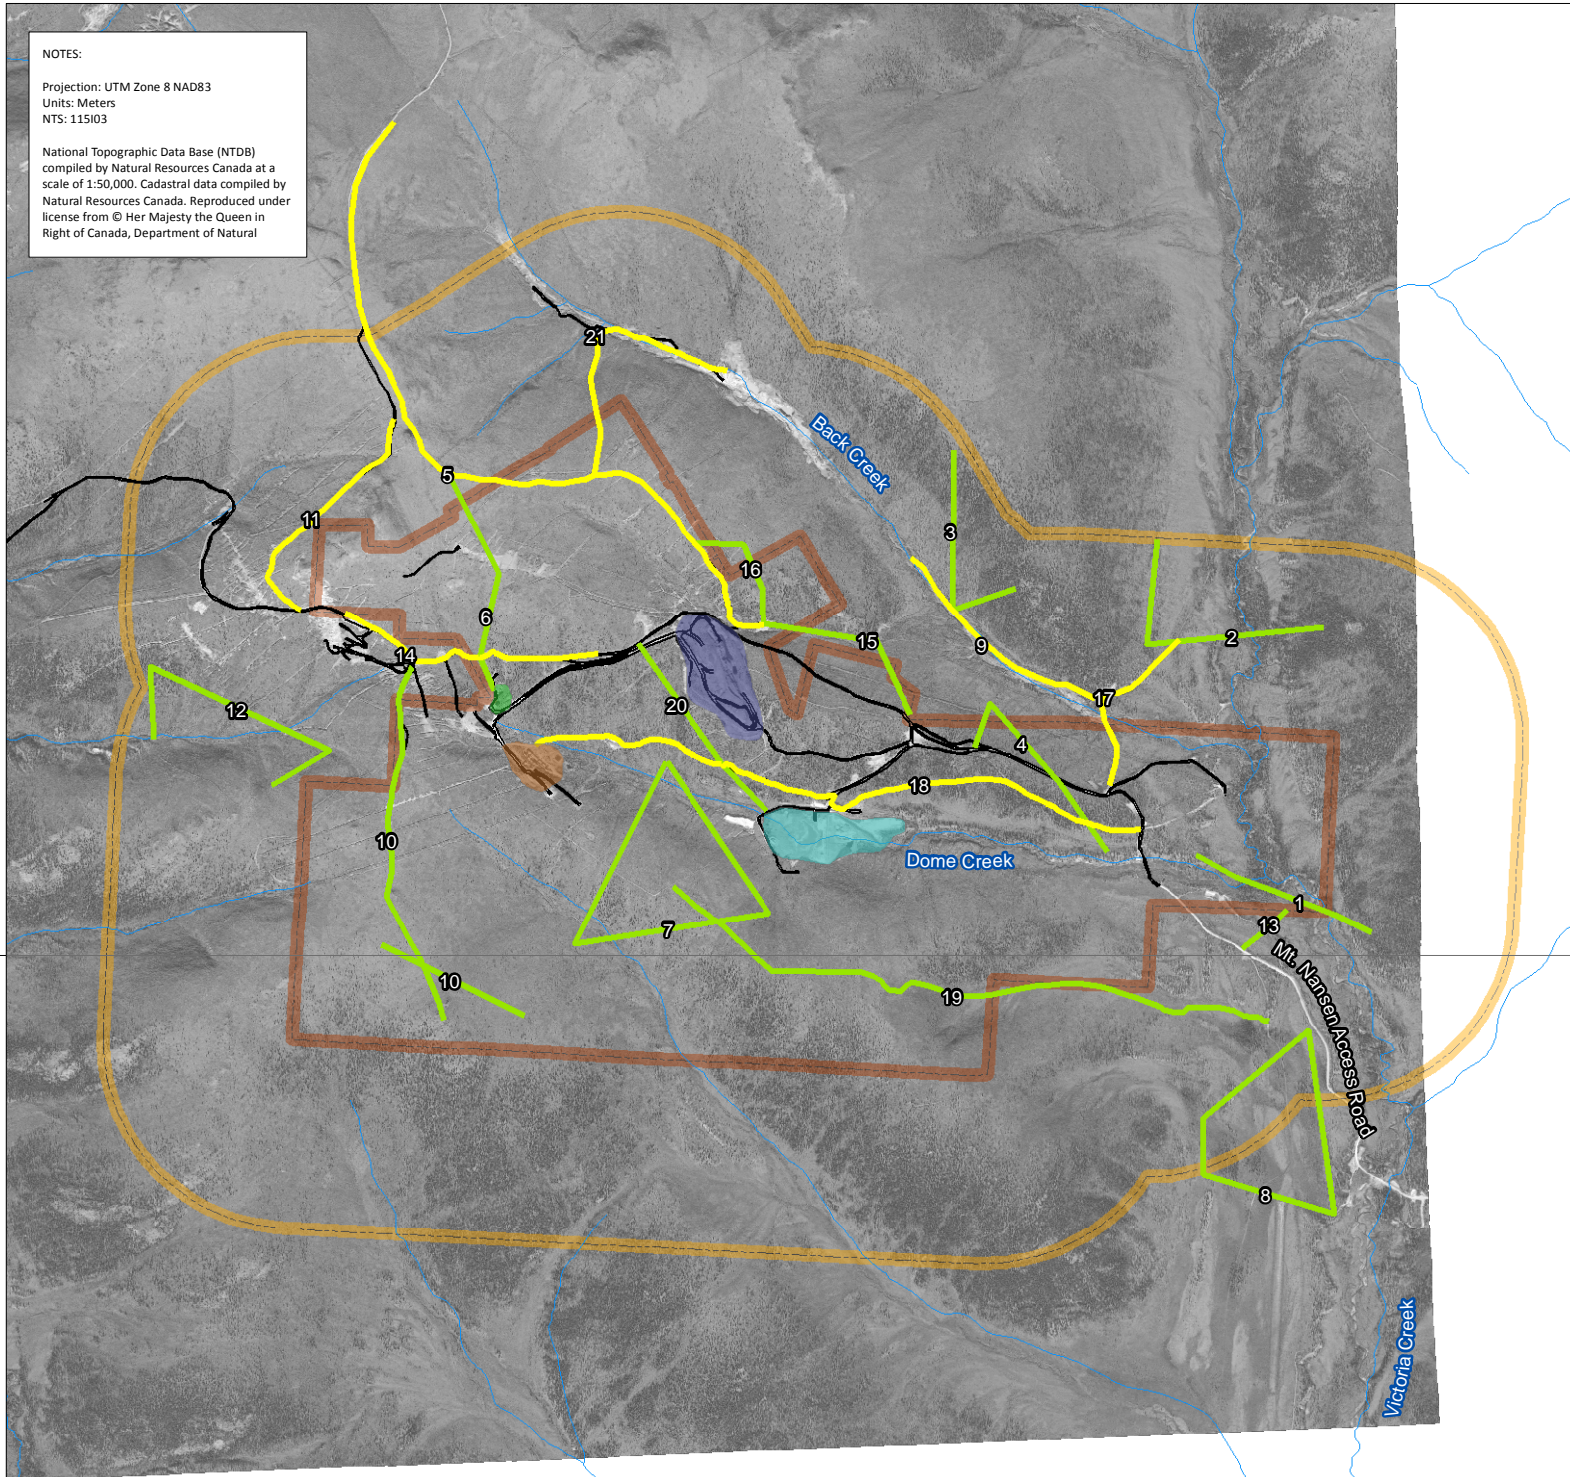 NOTES:
Projection: UTM Zone 8 NAD83
Units: Meters
NTS: 115I03
National Topographic Data Base (NTDB)
compiled by Natural Resources Canada at a
scale of 1:50,000. Cadastral data compiled by
Natural Resources Canada. Reproduced under
license from © Her Majesty the Queen in
Right of Canada, Department of Natural
21
Back Creek
5
11
3
16
6
15
2
9
14
17
20
12
4
18
10
Dome Creek
1
13
7
Mt. Nansen Access Road
10
19
8
Victoria Creek